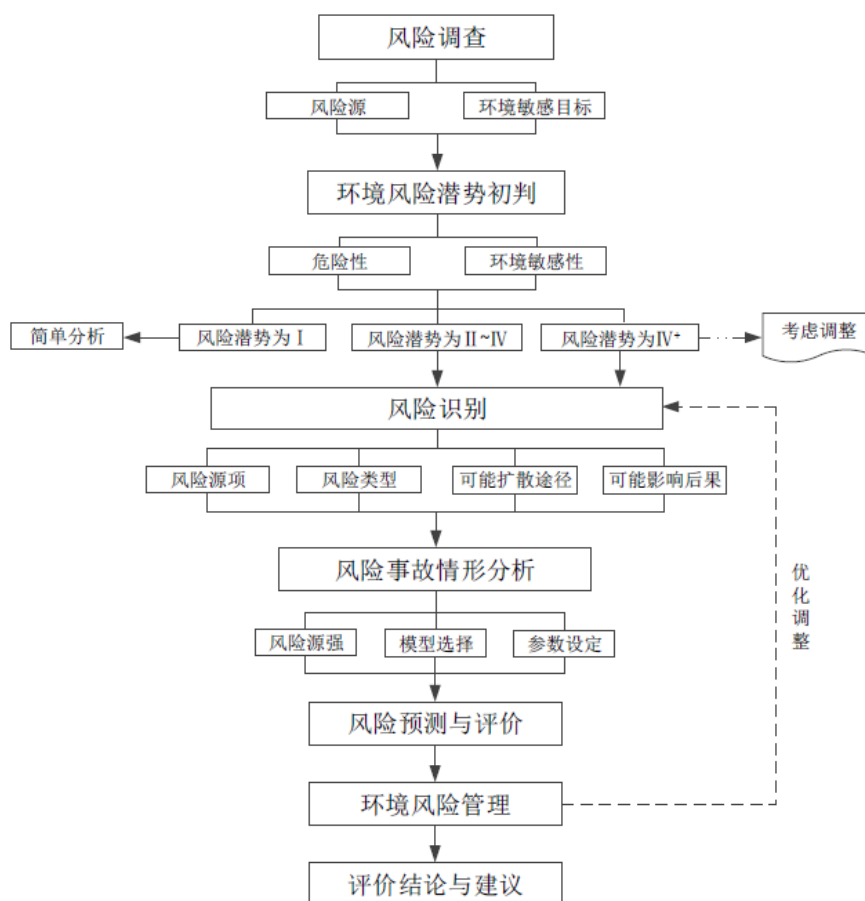 风险调查
风险源
环境敏感目标
环境风险潜势初判
危险性
环境敏感性
简单分析
风险潜势为Ⅰ
风险潜势为Ⅱ~Ⅳ
风险潜势为Ⅳ+
考虑调整
风险识别
风险源项
风险类型
可能扩散途径
可能影响后果
风险事故情形分析
风险源强
模型选择
参数设定
优化调整
风险预测与评价
环境风险管理
评价结论与建议